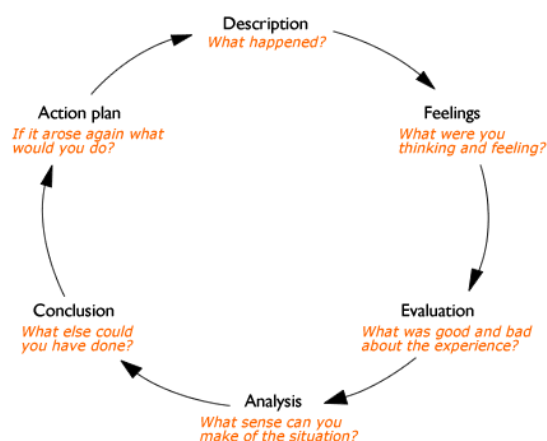 Description
What happened?
Feelings
What were you
thinking and feeling?
Evaluation
What was good and bad
about the experience?
Analysis
What sense can you
make of the situation?
Conclusion
What else could
you have done?
Action plan
If it arose again what
would you do?